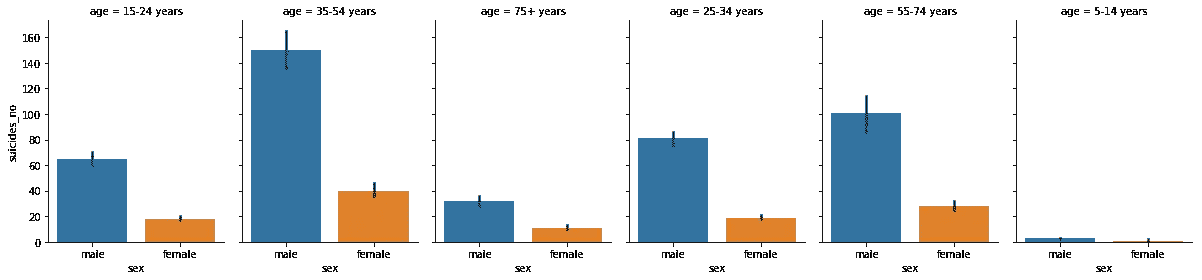 age = 15-24 years
age = 35-54 years
age = 75+ years
age = 25-34 years
age = 55-74 years
age = 5-14 years
suicides_no
160
140
120
100
80
60
40
20
0
male female
male female
male female
male female
male female
male female
sex
sex
sex
sex
sex
sex